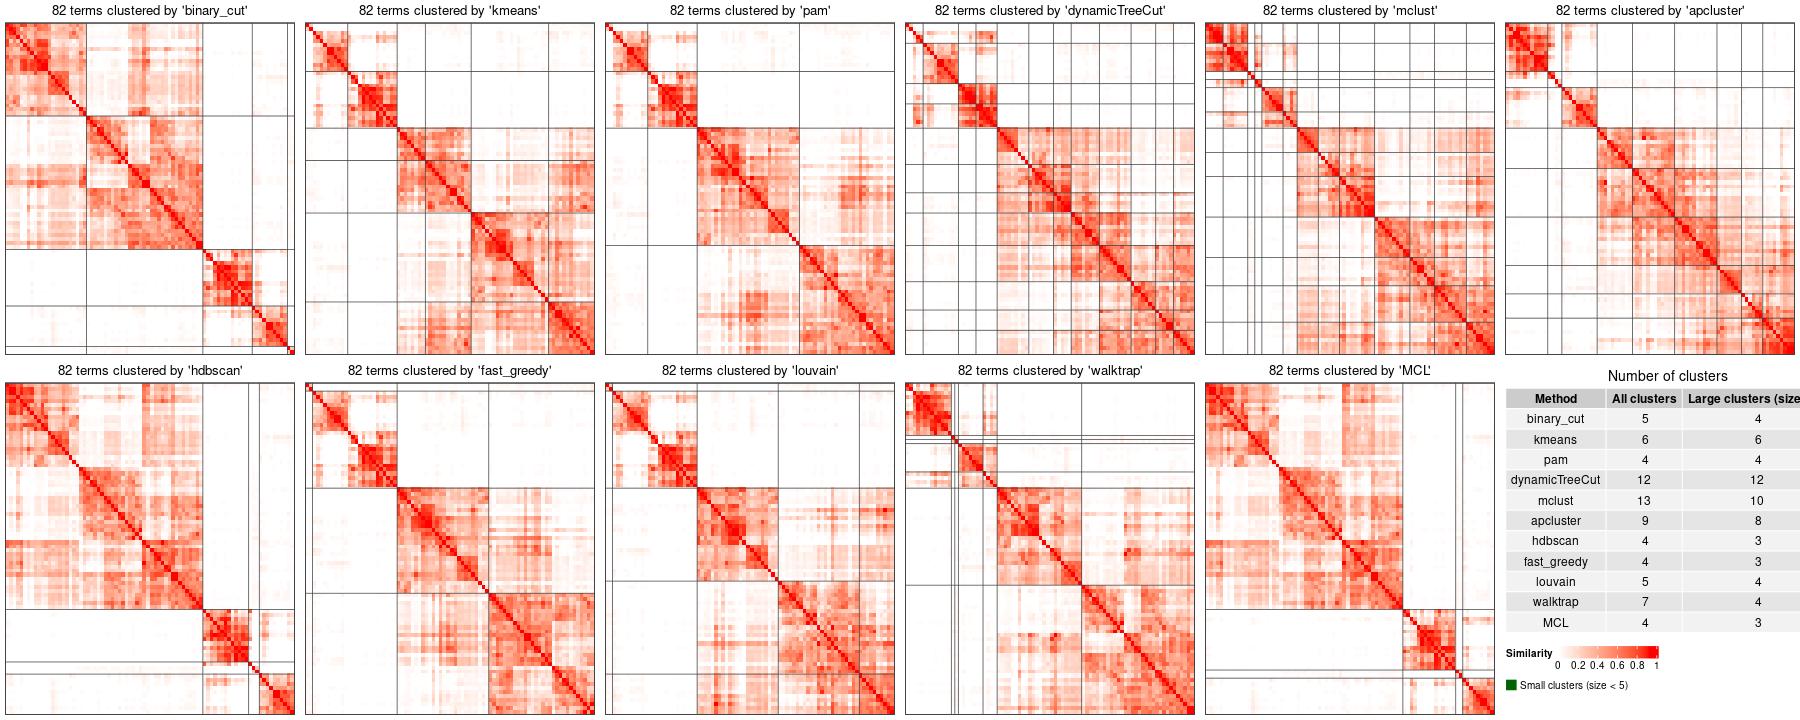 82 terms clustered by 'binary_cut'
82 terms clustered by 'kmeans'
82 terms clustered by 'pam'
82 terms clustered by 'dynamicTreeCut'
82 terms clustered by 'mclust'
82 terms clustered by 'apcluster'
82 terms clustered by 'hdbscan'
82 terms clustered by 'fast_greedy'
82 terms clustered by 'louvain'
82 terms clustered by 'walktrap'
82 terms clustered by 'MCL'
Number of clusters
Method All clusters Large clusters (size
binary_cut 5 4
kmeans 6 6
pam 4 4
dynamicTreeCut 12 12
mclust 13 10
apcluster 9 8
hdbscan 4 3
fast_greedy 4 3
louvain 5 4
walktrap 7 4
MCL 4 3
Similarity
0 0.2 0.4 0.6 0.8 1
Small clusters (size < 5)